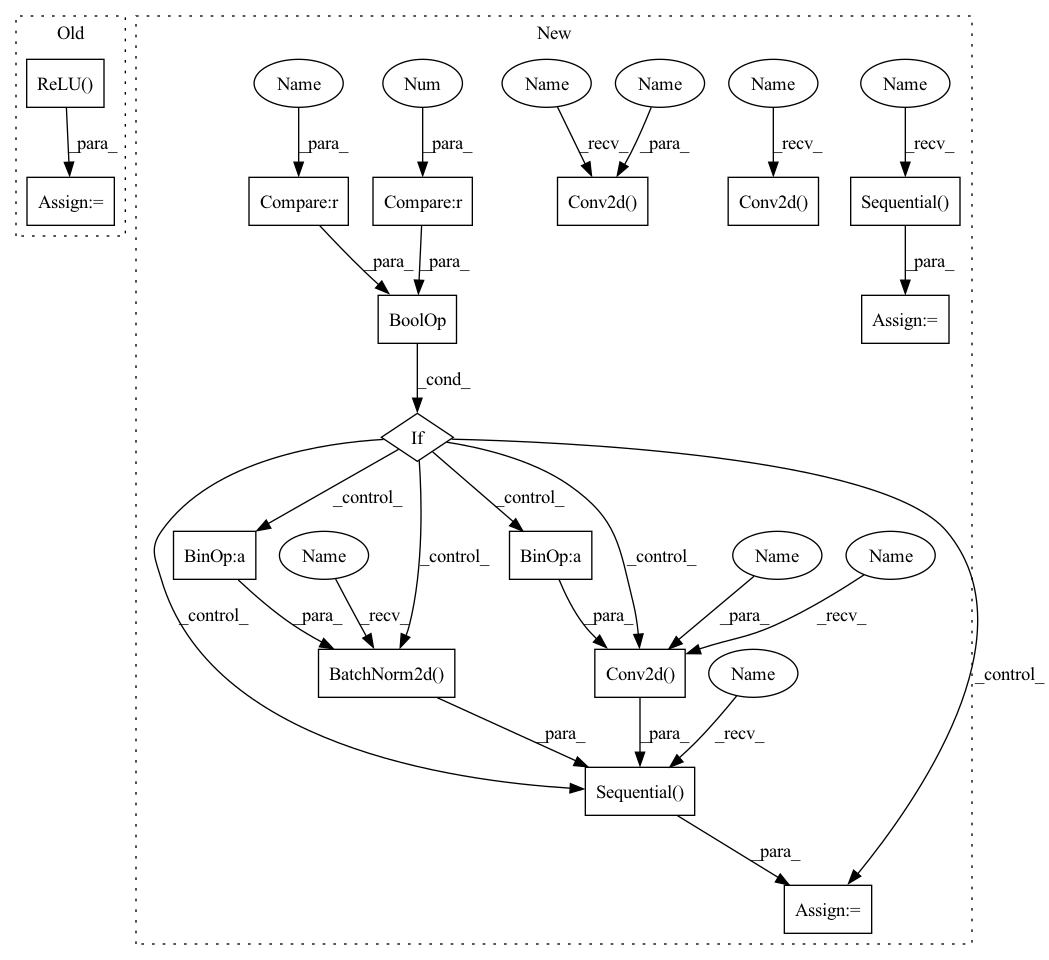 Old
New
ReLU()
Name
Num
Name
Name
Name
Name
_para_
_para_
_para_
_recv_
_para_
_recv_
_recv_
Assign:=
Compare:r
Compare:r
Conv2d()
Conv2d()
Sequential()
_para_
_para_
_para_
BoolOp
Assign:=
_cond_
If
_control_
_control_
BinOp:a
Name
_control_
BinOp:a
_control_
Name
Name
_control_
_para_
_recv_
_para_
_para_
_recv_
BatchNorm2d()
Conv2d()
Name
_control_
_para_
_para_
_recv_
Sequential()
_para_
Assign:=